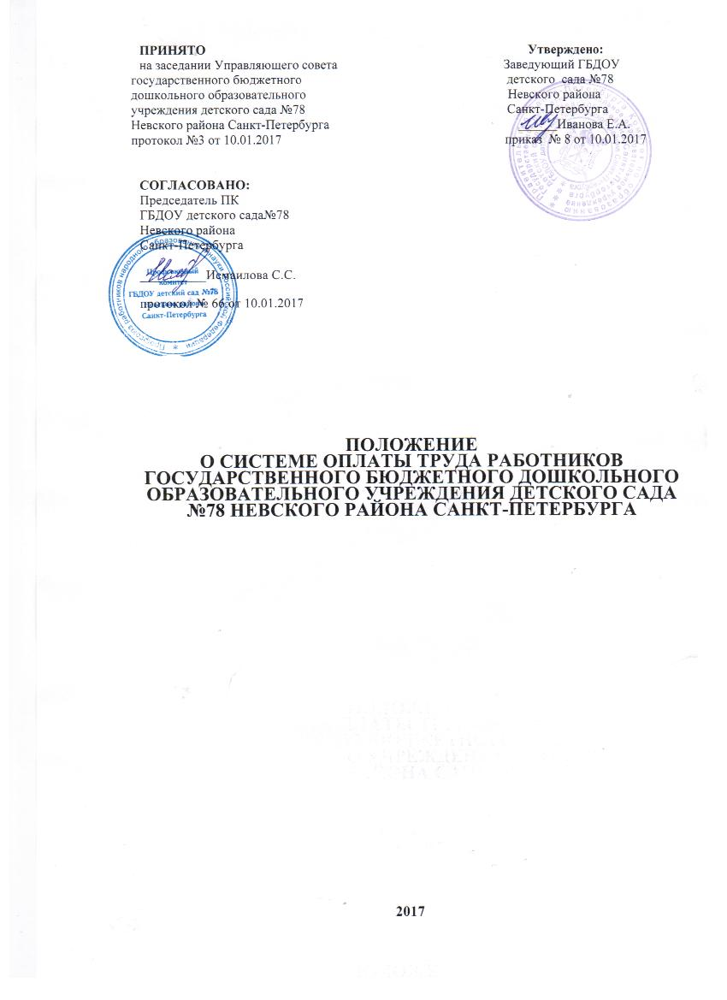 ПРИНЯТО
на заседании Управляющего совета
государственного бюджетного
дошкольного образовательного
учреждения детского сада №78
Невского района Санкт-Петербурга
протокол №3 от 10.01.2017
Утверждено:
Заведующий ГБДОУ
детского сада №78
Невского района
Санкт-Петербурга
Иванова Е.А.
приказ № 8 от 10.01.2017
СОГЛАСОВАНО:
Председатель ПК
ГБДОУ детского сада№78
Невского района
Санкт-Петербурга
Исмаилова С.С.
протокол № 66 от 10.01.2017
Профсоюзный
комитет
ГБДОУ детский сад №78
Санкт-Петербурга
ПОЛОЖЕНИЕ
О СИСТЕМЕ ОПЛАТЫ ТРУДА РАБОТНИКОВ
ГОСУДАРСТВЕННОГО БЮДЖЕТНОГО ДОШКОЛЬНОГО
ОБРАЗОВАТЕЛЬНОГО УЧРЕЖДЕНИЯ ДЕТСКОГО САДА
№78 НЕВСКОГО РАЙОНА САНКТ-ПЕТЕРБУРГА
2017